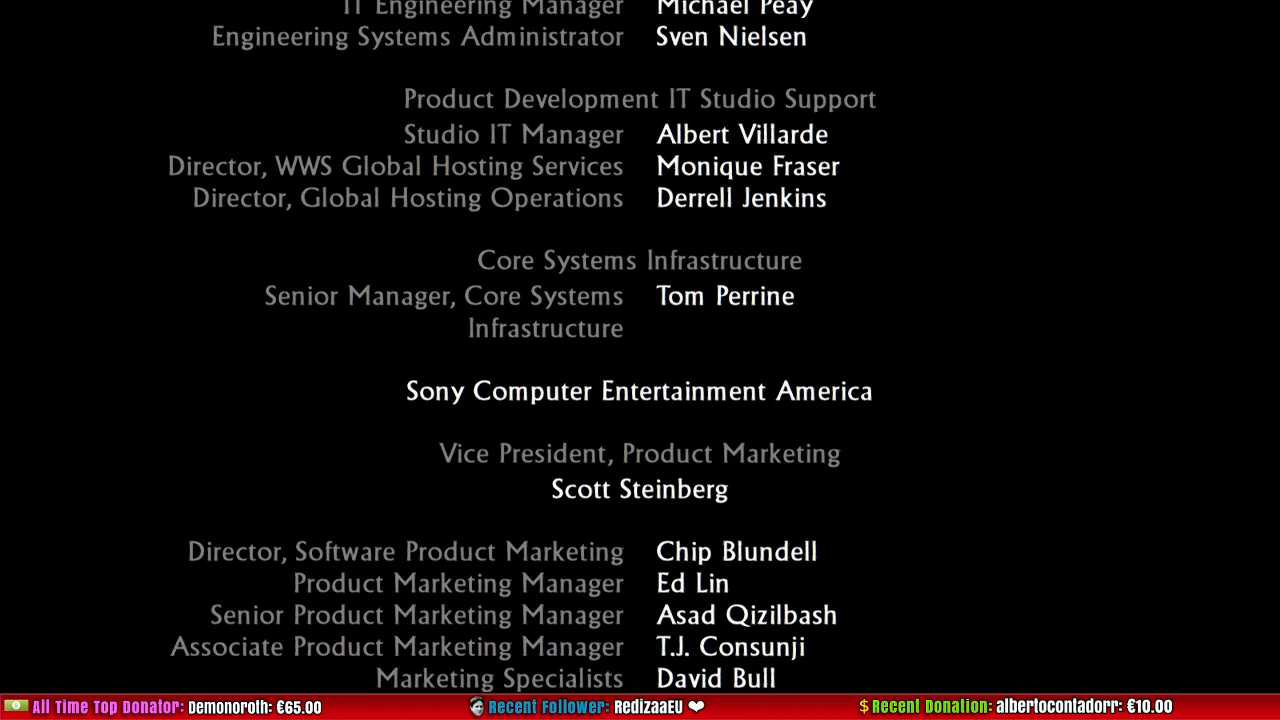 IT Engineering Manager Michael Peay
Engineering Systems Administrator Sven Nielsen
Product Development IT Studio Support
Studio IT Manager Albert Villarde
Director, WWS Global Hosting Services Monique Fraser
Director, Global Hosting Operations Derrell Jenkins
Core Systems Infrastructure
Senior Manager, Core Systems Tom Perrine
Infrastructure
Sony Computer Entertainment America
Vice President, Product Marketing
Scott Steinberg
Director, Software Product Marketing Chip Blundell
Product Marketing Manager Ed Lin
Senior Product Marketing Manager Asad Qizilbash
Associate Product Marketing Manager T.J. Consunji
Marketing Specialists David Bull
All Time Top Donator: Demonoroth: €65.00 Recent Follower: RedizaaEU ❤ $ Recent Donation: albertocontadorr: €10.00